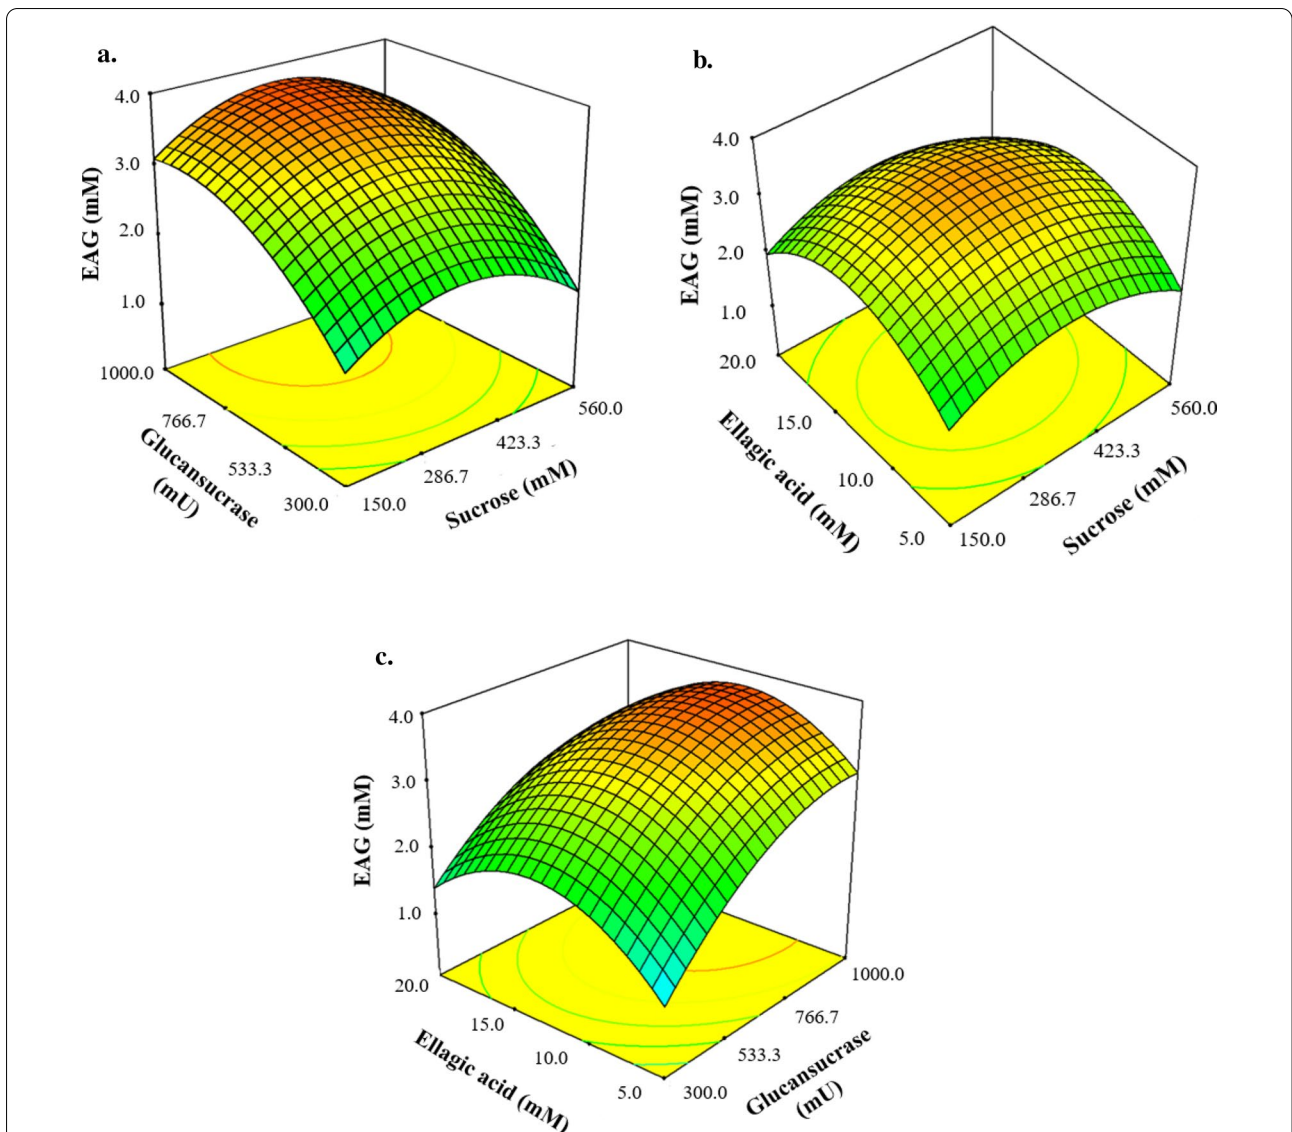 a.
4.0
3.0
2.0
1.0
EAG (mM)
1000.0
766.7
533.3
300.0
Glucansucrase
(mU)
150.0
286.7
423.3
560.0
Sucrose (mM)
b.
4.0
3.0
2.0
1.0
EAG (mM)
20.0
15.0
10.0
5.0
Ellagic acid (mM)
150.0
286.7
423.3
560.0
Sucrose (mM)
c.
4.0
3.0
2.0
1.0
EAG (mM)
20.0
15.0
10.0
5.0
Ellagic acid (mM)
300.0
533.3
766.7
1000.0
Glucansucrase
(mU)